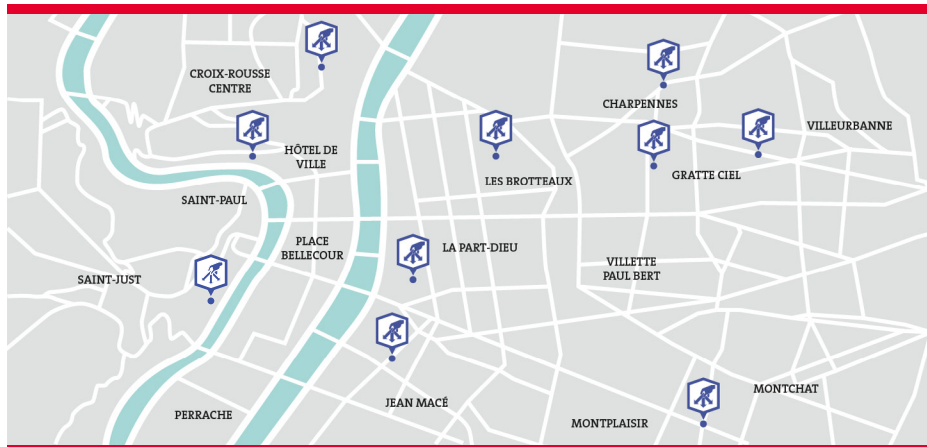 CROIX-ROUSSE
CENTRE
CHARPENNES
VILLEURBANNE
HÔTEL DE
VILLE
LES BROTTEAUX
GRATTE CIEL
SAINT-PAUL
PLACE
BELLECOUR
LA PART-DIEU
VILLETTE
PAUL BERT
SAINT-JUST
MONTCHAT
JEAN MACÉ
PERRACHE
MONTPLAISIR